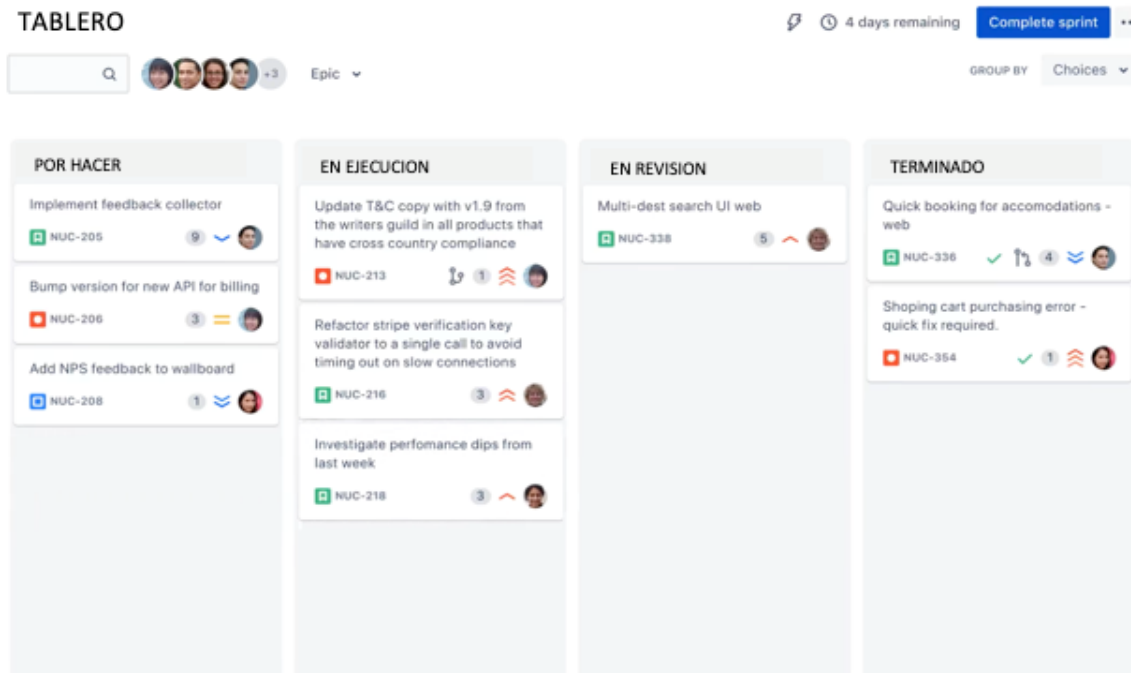 TABLERO
4 days remaining
Complete sprint
+3
Epic
GROUP BY
Choices
POR HACER
Implement feedback collector
NUC-205
9
Bump version for new API for billing
NUC-206
3
Add NPS feedback to wallboard
NUC-208
1
EN EJECUCION
Update T&C copy with v1.9 from
the writers guild in all products that
have cross country compliance
NUC-213
1
Refactor stripe verification key
validator to a single call to avoid
timing out on slow connections
NUC-216
3
Investigate perfomance dips from
last week
NUC-218
3
EN REVISION
Multi-dest search UI web
NUC-338
5
TERMINADO
Quick booking for accomodations -
web
NUC-336
4
Shoping cart purchasing error -
quick fix required.
NUC-354
1